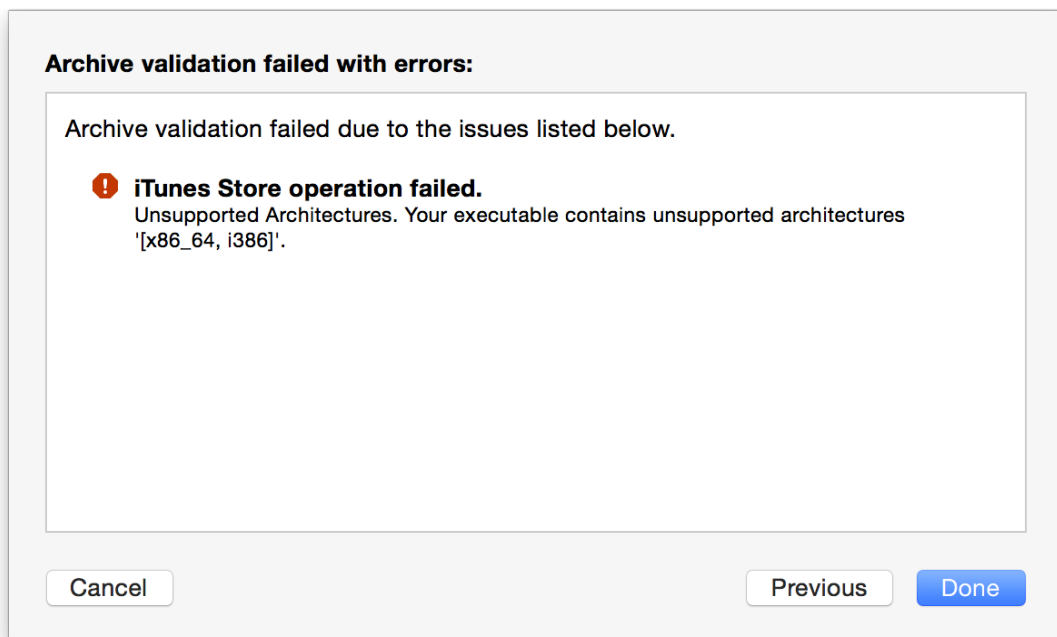 Archive validation failed with errors:
Archive validation failed due to the issues listed below.
iTunes Store operation failed.
Unsupported Architectures. Your executable contains unsupported architectures
'[x86_64, i386]'.
Cancel
Previous
Done